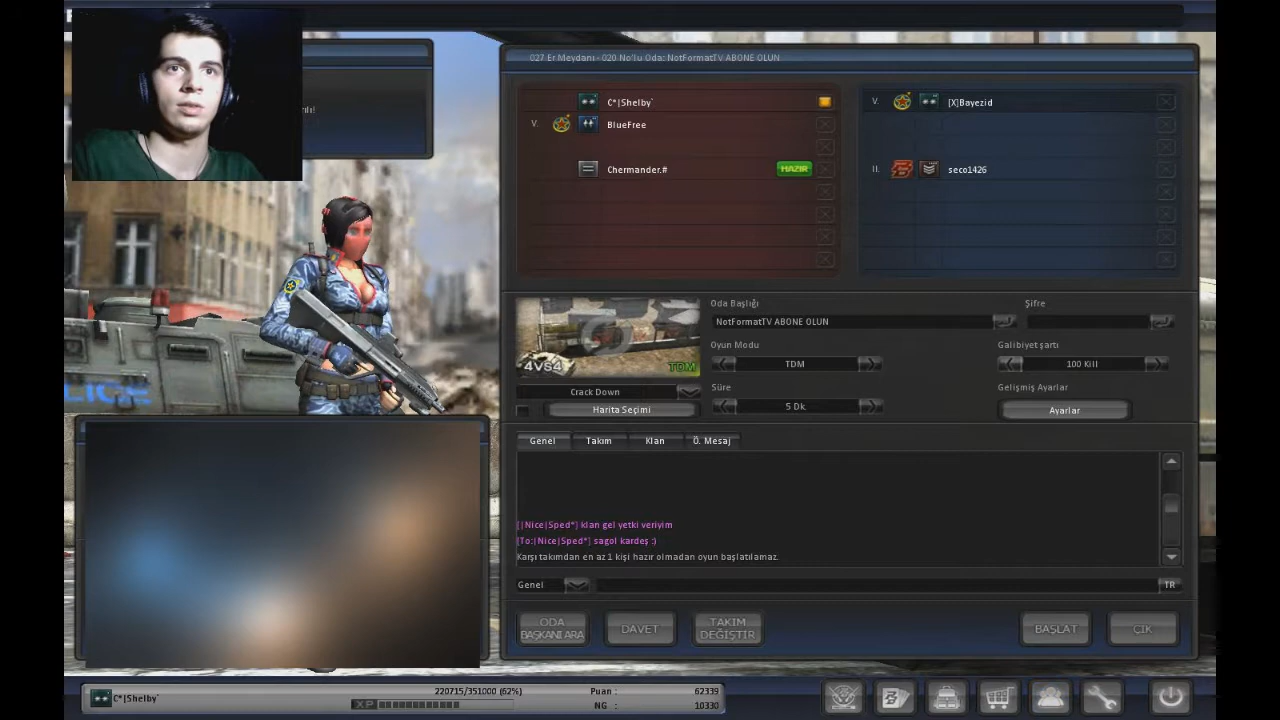 027 Er Meydanı - 020 No'lu Oda: NotFormatTV ABONE OLUN
C*|Shelby`
V. BlueFree
Chermander.# HAZIR
V. [X]Bayezid
II. seco1426
LICE
4VS4 TDM
Crack Down
Harita Seçimi
Oda Başlığı
NotFormatTV ABONE OLUN
Şifre
Oyun Modu
TDM
Galibiyet şartı
100 Kill
Süre
5 Dk.
Gelişmiş Ayarlar
Ayarlar
Genel Takım Klan Ö. Mesaj
[|Nice|Sped*] klan gel yetki veriyim
[To:|Nice|Sped*] sagol kardeş :)
Karşı takımdan en az 1 kişi hazır olmadan oyun başlatılamaz.
Genel TR
ODA BAŞKANI ARA
DAVET
TAKIM DEĞİŞTİR
BAŞLAT
ÇIK
C*|Shelby`
220715/351000 (62%)
XP
Puan : 62339
NG : 10330